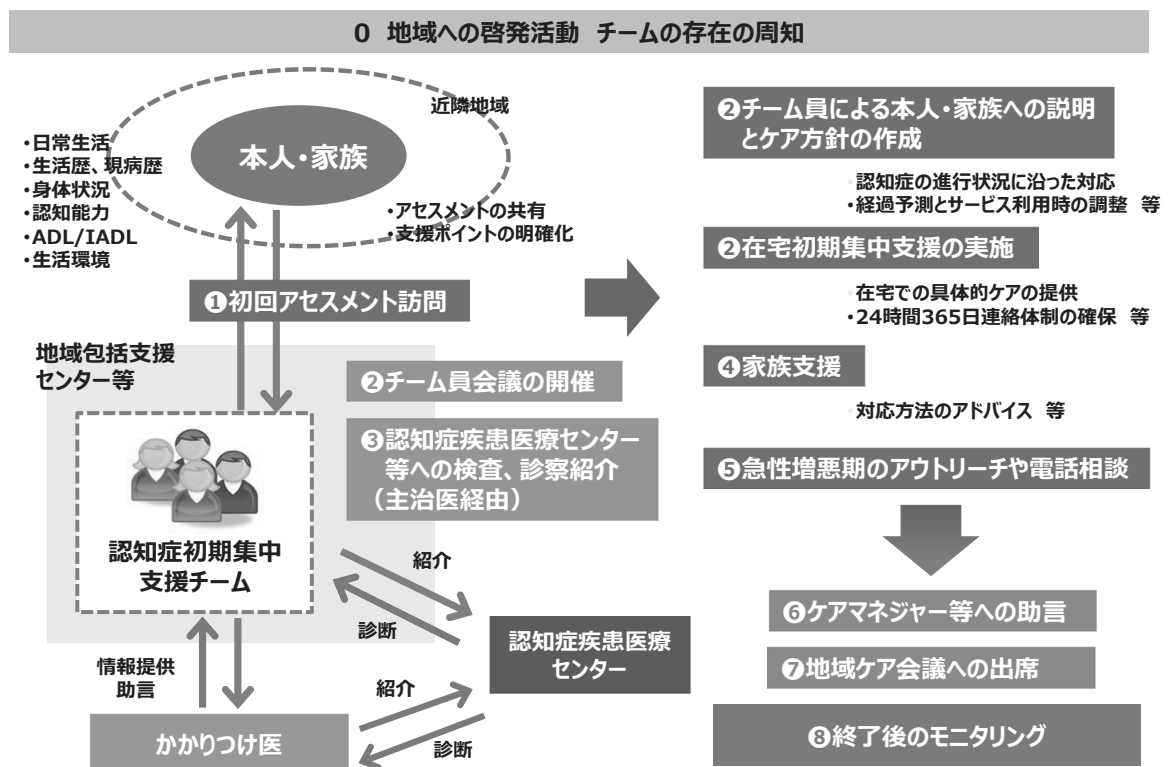 0 地域への啓発活動 チームの存在の周知
近隣地域
本人・家族
・日常生活
・生活歴、現病歴
・身体状況
・認知能力
・ADL/IADL
・生活環境
・アセスメントの共有
・支援ポイントの明確化
❶初回アセスメント訪問
地域包括支援
センター等
❷チーム員会議の開催
❸認知症疾患医療センター
等への検査、診察紹介
（主治医経由）
認知症初期集中
支援チーム
紹介
診断
認知症疾患医療
センター
情報提供
助言
紹介
診断
かかりつけ医
❷チーム員による本人・家族への説明
とケア方針の作成
・認知症の進行状況に沿った対応
・経過予測とサービス利用時の調整 等
❷在宅初期集中支援の実施
・在宅での具体的ケアの提供
・24時間365日連絡体制の確保 等
❹家族支援
・対応方法のアドバイス 等
❺急性増悪期のアウトリーチや電話相談
❻ケアマネジャー等への助言
❼地域ケア会議への出席
❽終了後のモニタリング